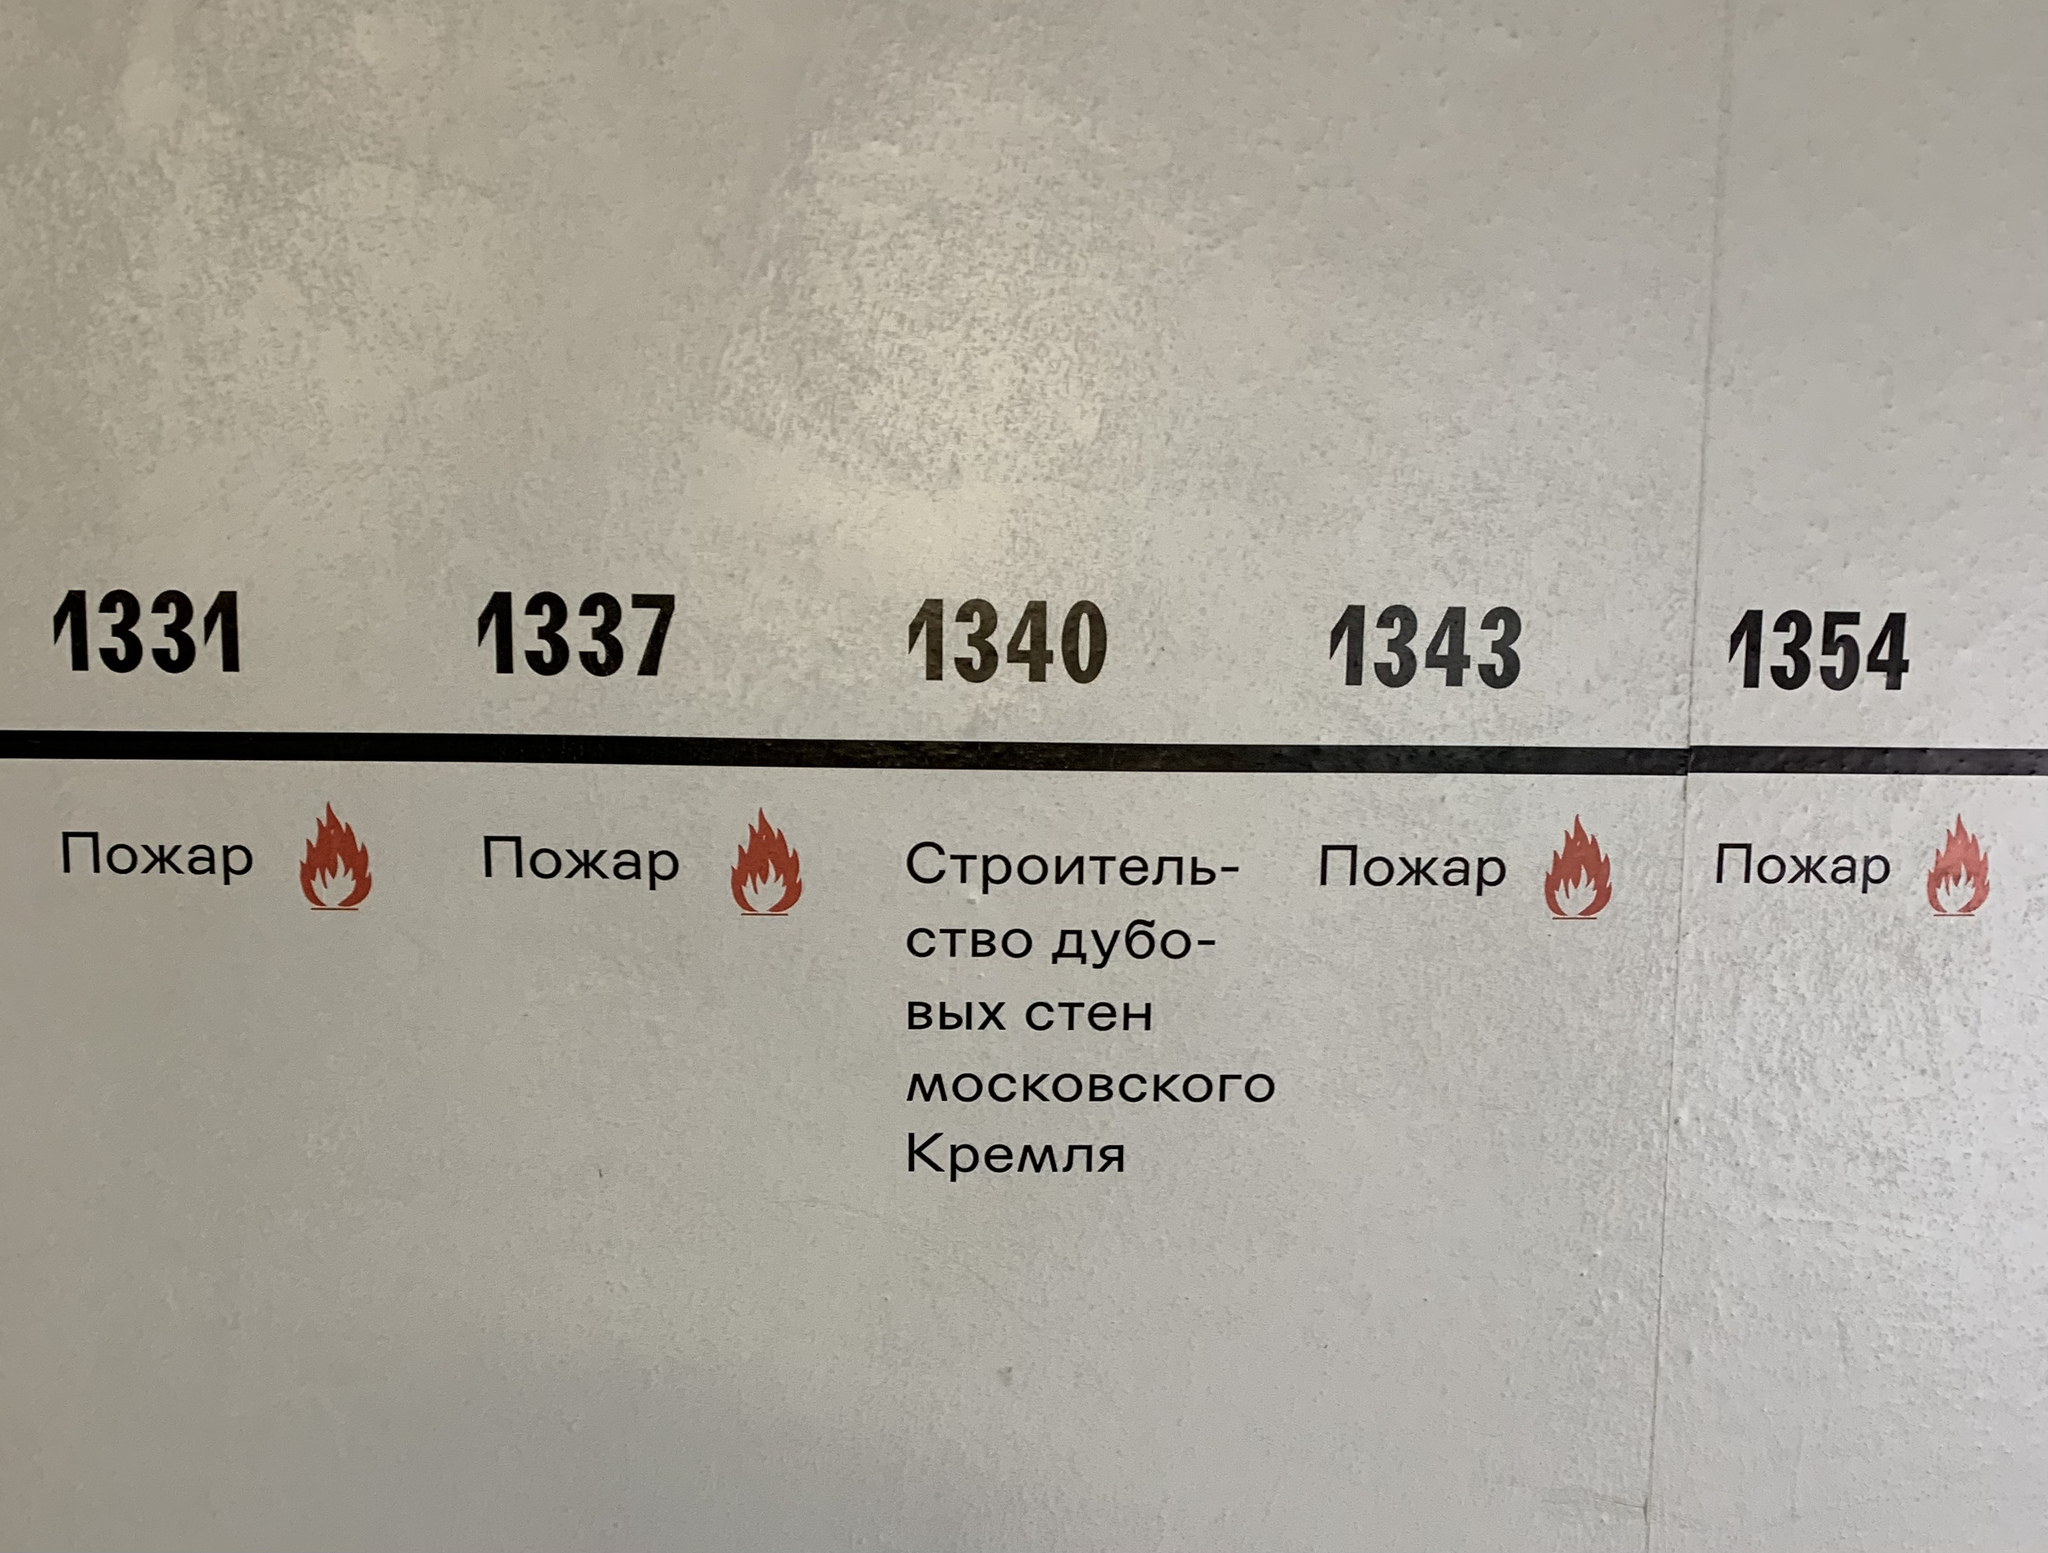 1331 1337 1340 1343 1354
Пожар Пожар Строитель- Пожар Пожар
ство дубо-
вых стен
московского
Кремля